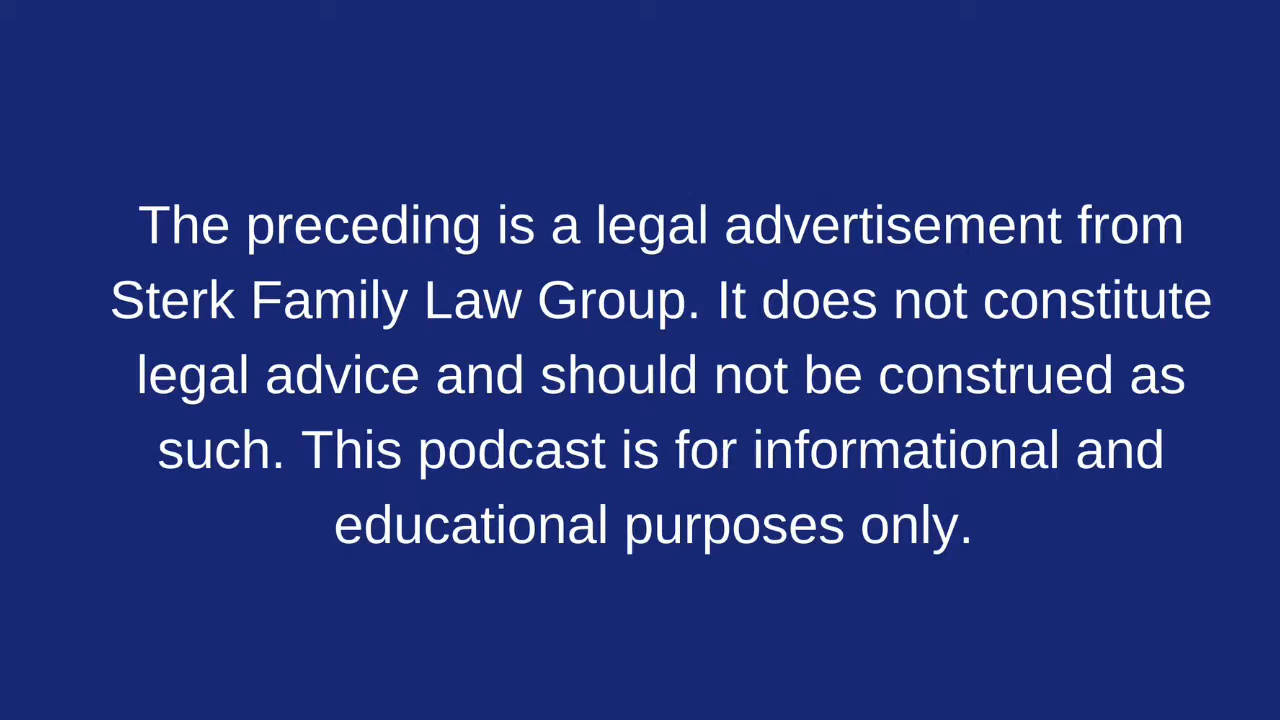 The preceding is a legal advertisement from
Sterk Family Law Group. It does not constitute
legal advice and should not be construed as
such. This podcast is for informational and
educational purposes only.